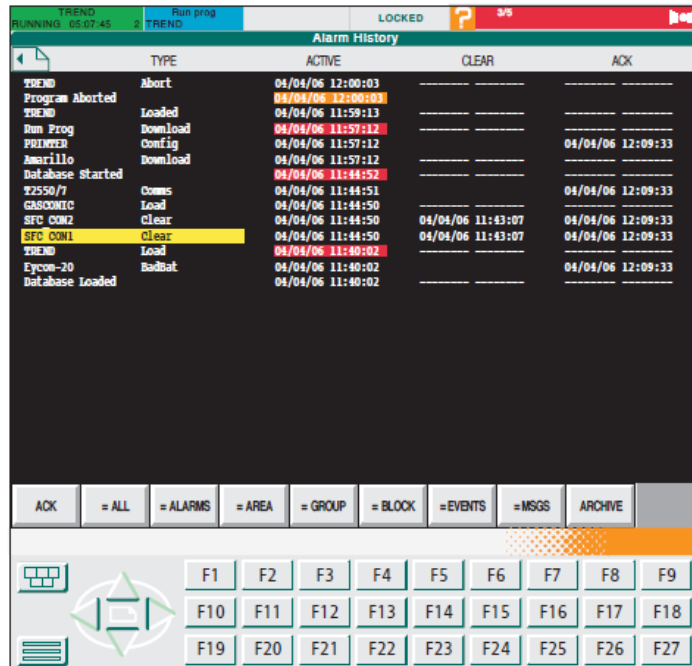 TREND Run prog LOCKED ? 3/5
RUNNING 05:07:45 2 TREND
Alarm History
TYPE ACTIVE CLEAR ACK
TREND Abort 04/04/06 12:00:03 -------- -------- -------- --------
Program Aborted 04/04/06 12:00:03 -------- -------- -------- --------
TREND Loaded 04/04/06 11:59:13 -------- -------- -------- --------
Run Prog Download 04/04/06 11:57:12 -------- -------- -------- --------
PRINTER Config 04/04/06 11:57:12 04/04/06 12:09:33
Amarillo Download 04/04/06 11:57:12 -------- -------- -------- --------
Database Started 04/04/06 11:44:52 -------- -------- -------- --------
T2550/7 Comms 04/04/06 11:44:51 04/04/06 12:09:33
GASCONIC Load 04/04/06 11:44:50 -------- -------- -------- --------
SFC_CON2 Clear 04/04/06 11:44:50 04/04/06 11:43:07 04/04/06 12:09:33
SFC CON1 Clear 04/04/06 11:44:50 04/04/06 11:43:07 04/04/06 12:09:33
TREND Load 04/04/06 11:40:02 -------- -------- -------- --------
Eycon-20 BadBat 04/04/06 11:40:02 04/04/06 12:09:33
Database Loaded 04/04/06 11:40:02 -------- -------- -------- --------
ACK = ALL = ALARMS = AREA = GROUP = BLOCK = EVENTS = MSGS ARCHIVE
F1 F2 F3 F4 F5 F6 F7 F8 F9
F10 F11 F12 F13 F14 F15 F16 F17 F18
F19 F20 F21 F22 F23 F24 F25 F26 F27